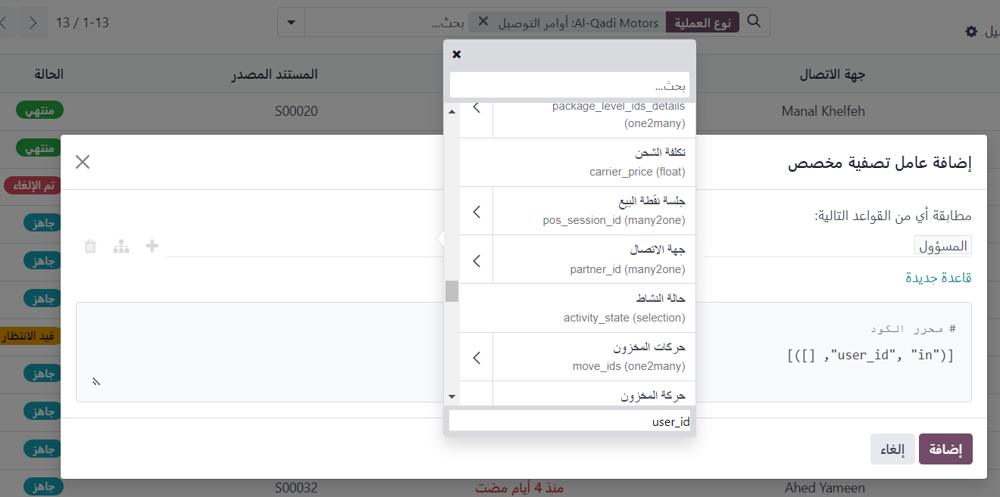 يل
نوع العملية
Al-Qadi Motors: أوامر التوصيل
بحث...
13 / 1-13
جهة الاتصال
المستند المصدر
الحالة
Manal Khelfeh
S00020
منتهي
منتهي
تم الإلغاء
جاهز
جاهز
جاهز
قيد الانتظار
جاهز
جاهز
جاهز
Ahed Yameen
منذ 4 أيام مضت
S00032
جاهز
إضافة عامل تصفية مخصص
مطابقة أي من القواعد التالية:
المسؤول
قاعدة جديدة
# محرر الكود
[("user_id", "in", [])]
إضافة
إلغاء
بحث...
package_level_ids_details
(one2many)
تكلفة الشحن
carrier_price (float)
جلسة نقطة البيع
pos_session_id (many2one)
جهة الاتصال
partner_id (many2one)
حالة النشاط
activity_state (selection)
حركات المخزون
move_ids (one2many)
حركة المخزون
user_id